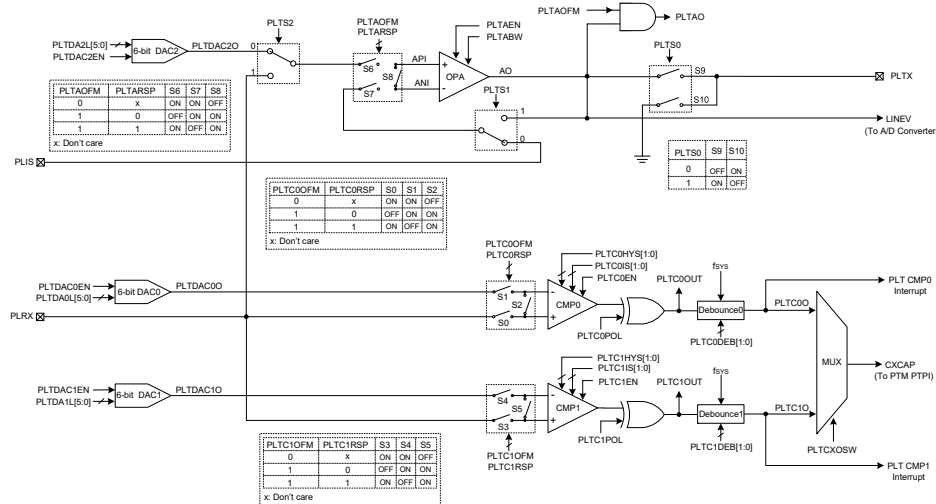 PLTAOFM
PLTAO
PLTS2
PLTDA2L[5:0]
PLTDAC2EN
6-bit DAC2
PLTDAC2O
0
1
PLTAOFM
PLTARSP
S6
S7
S8
API
ANI
+
-
OPA
PLTAEN
PLTABW
AO
PLTS1
1
0
PLTS0
S9
S10
PLTX
LINEV
(To A/D Converter
PLTAOFM PLTARSP S6 S7 S8
0 x ON ON OFF
1 0 OFF ON ON
1 1 ON OFF ON
x: Don't care
PLTS0 S9 S10
0 OFF ON
1 ON OFF
PLIS
PLTC0OFM PLTC0RSP S0 S1 S2
0 x ON ON OFF
1 0 OFF ON ON
1 1 ON OFF ON
x: Don't care
PLTDAC0EN
PLTDA0L[5:0]
6-bit DAC0
PLTDAC0O
PLRX
PLTC0OFM
PLTC0RSP
S1
S2
S0
-
+
CMP0
PLTC0HYS[1:0]
PLTC0IS[1:0]
PLTC0EN
PLTC0POL
PLTC0OUT
fSYS
Debounce0
PLTC0DEB[1:0]
PLTC0O
PLT CMP0
Interrupt
MUX
CXCAP
(To PTM PTPI)
PLTCXOSW
PLTDAC1EN
PLTDA1L[5:0]
6-bit DAC1
PLTDAC1O
S4
S5
S3
-
+
CMP1
PLTC1OFM
PLTC1RSP
PLTC1HYS[1:0]
PLTC1IS[1:0]
PLTC1EN
PLTC1POL
PLTC1OUT
fSYS
Debounce1
PLTC1DEB[1:0]
PLTC1O
PLT CMP1
Interrupt
PLTC1OFM PLTC1RSP S3 S4 S5
0 x ON ON OFF
1 0 OFF ON ON
1 1 ON OFF ON
x: Don't care